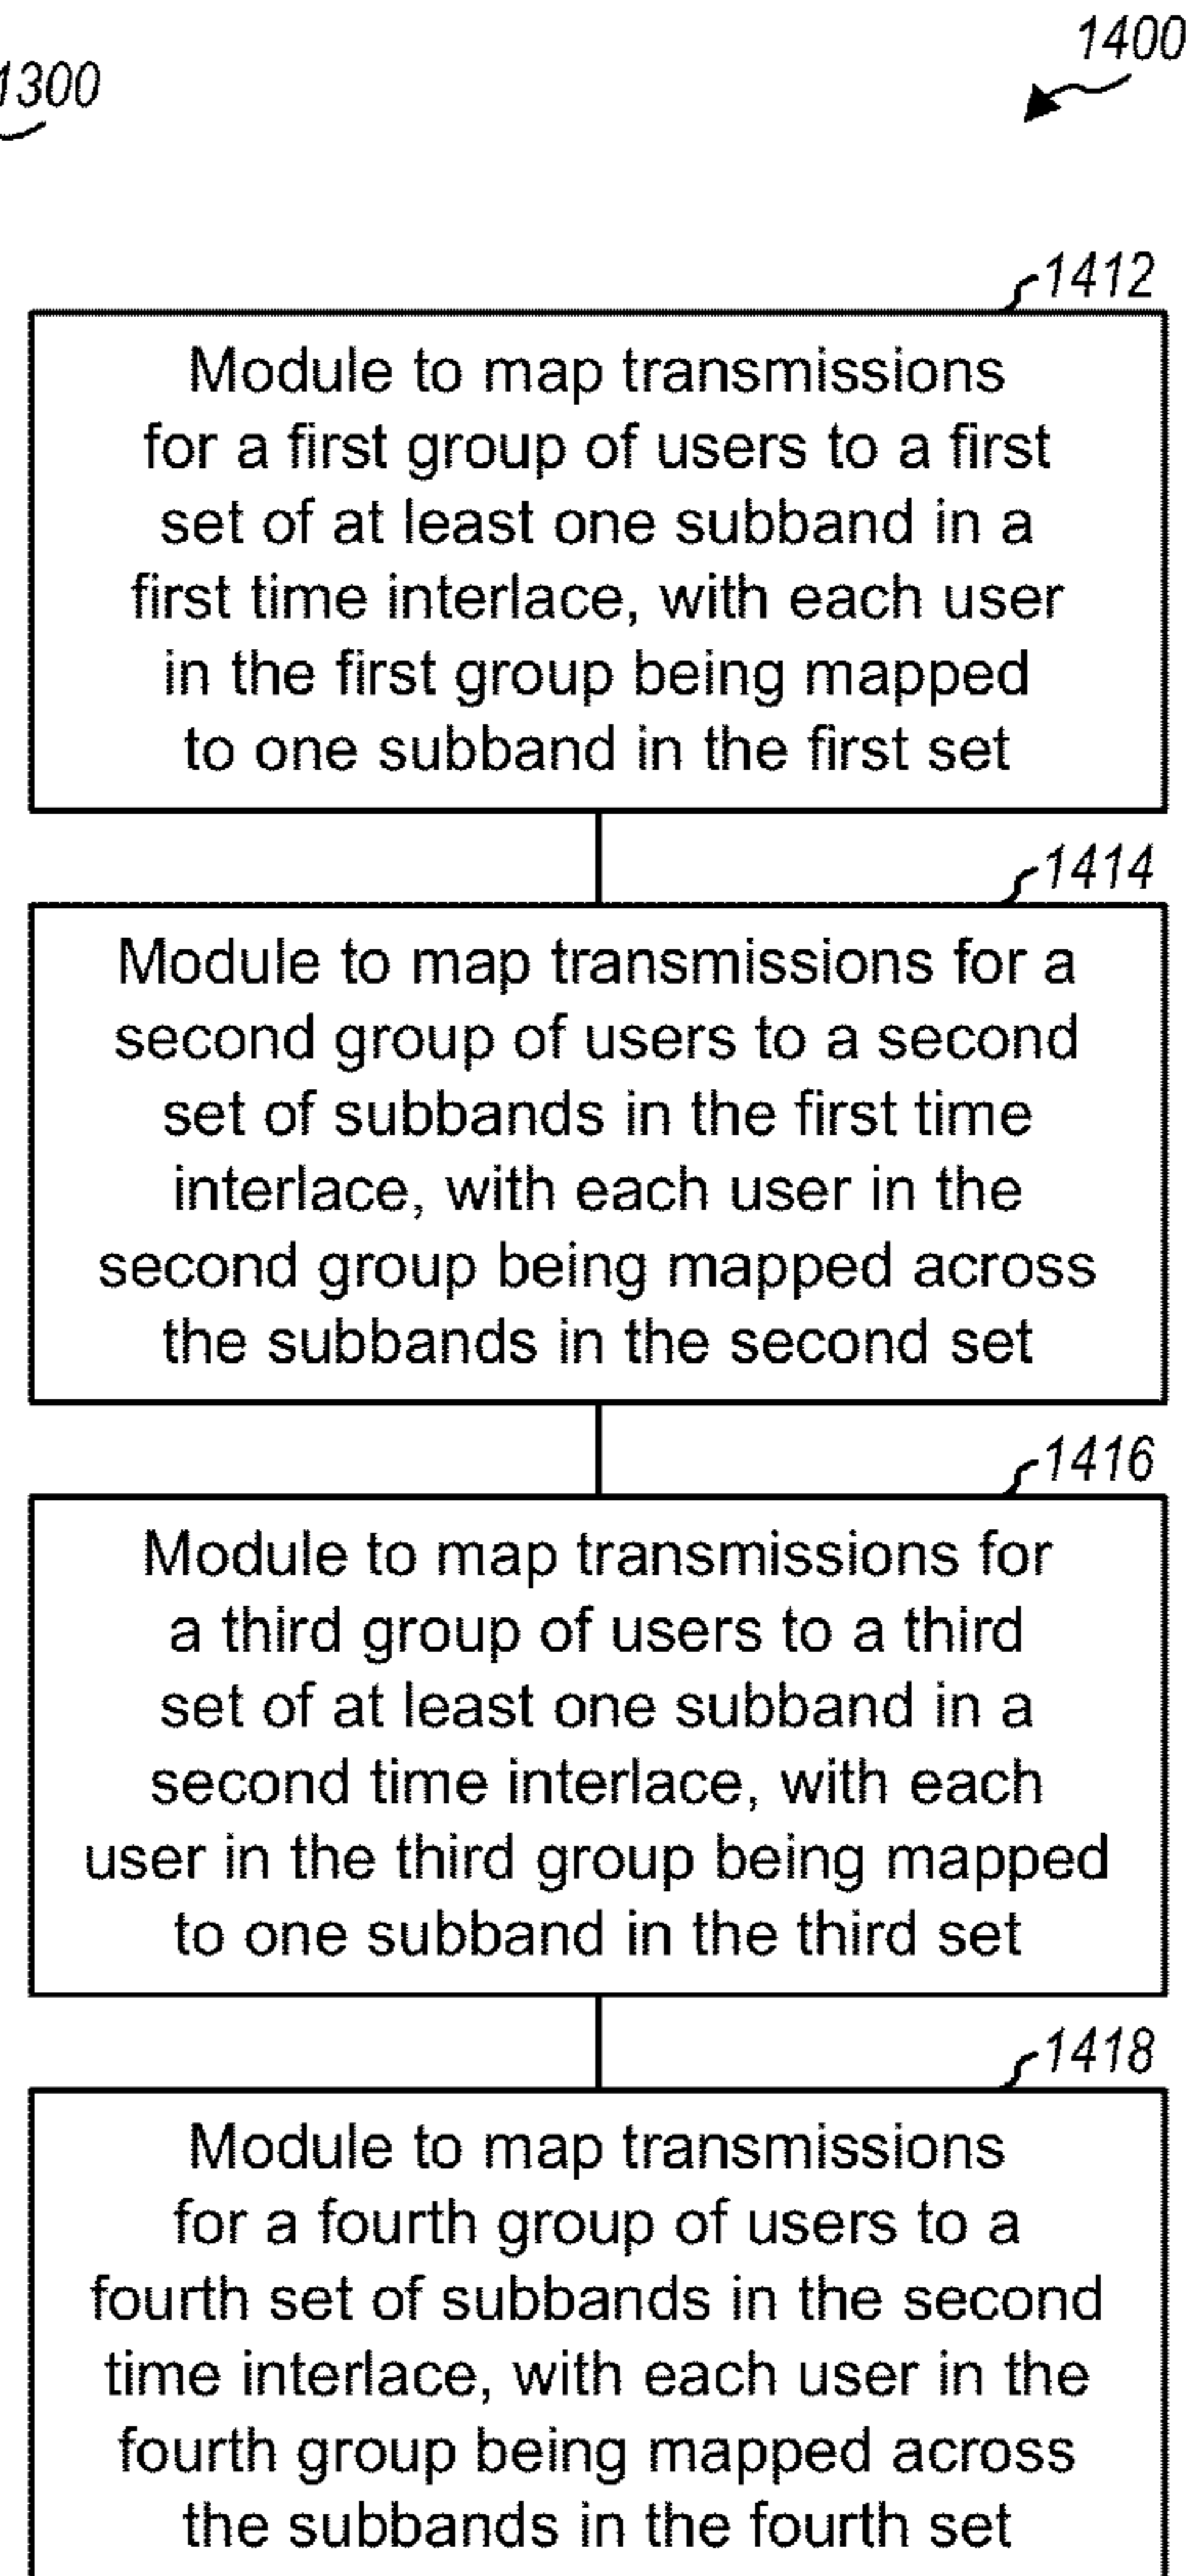 1300
1400
1412
Module to map transmissions
for a first group of users to a first
set of at least one subband in a
first time interlace, with each user
in the first group being mapped
to one subband in the first set
1414
Module to map transmissions for a
second group of users to a second
set of subbands in the first time
interlace, with each user in the
second group being mapped across
the subbands in the second set
1416
Module to map transmissions for
a third group of users to a third
set of at least one subband in a
second time interlace, with each
user in the third group being mapped
to one subband in the third set
1418
Module to map transmissions
for a fourth group of users to a
fourth set of subbands in the second
time interlace, with each user in the
fourth group being mapped across
the subbands in the fourth set